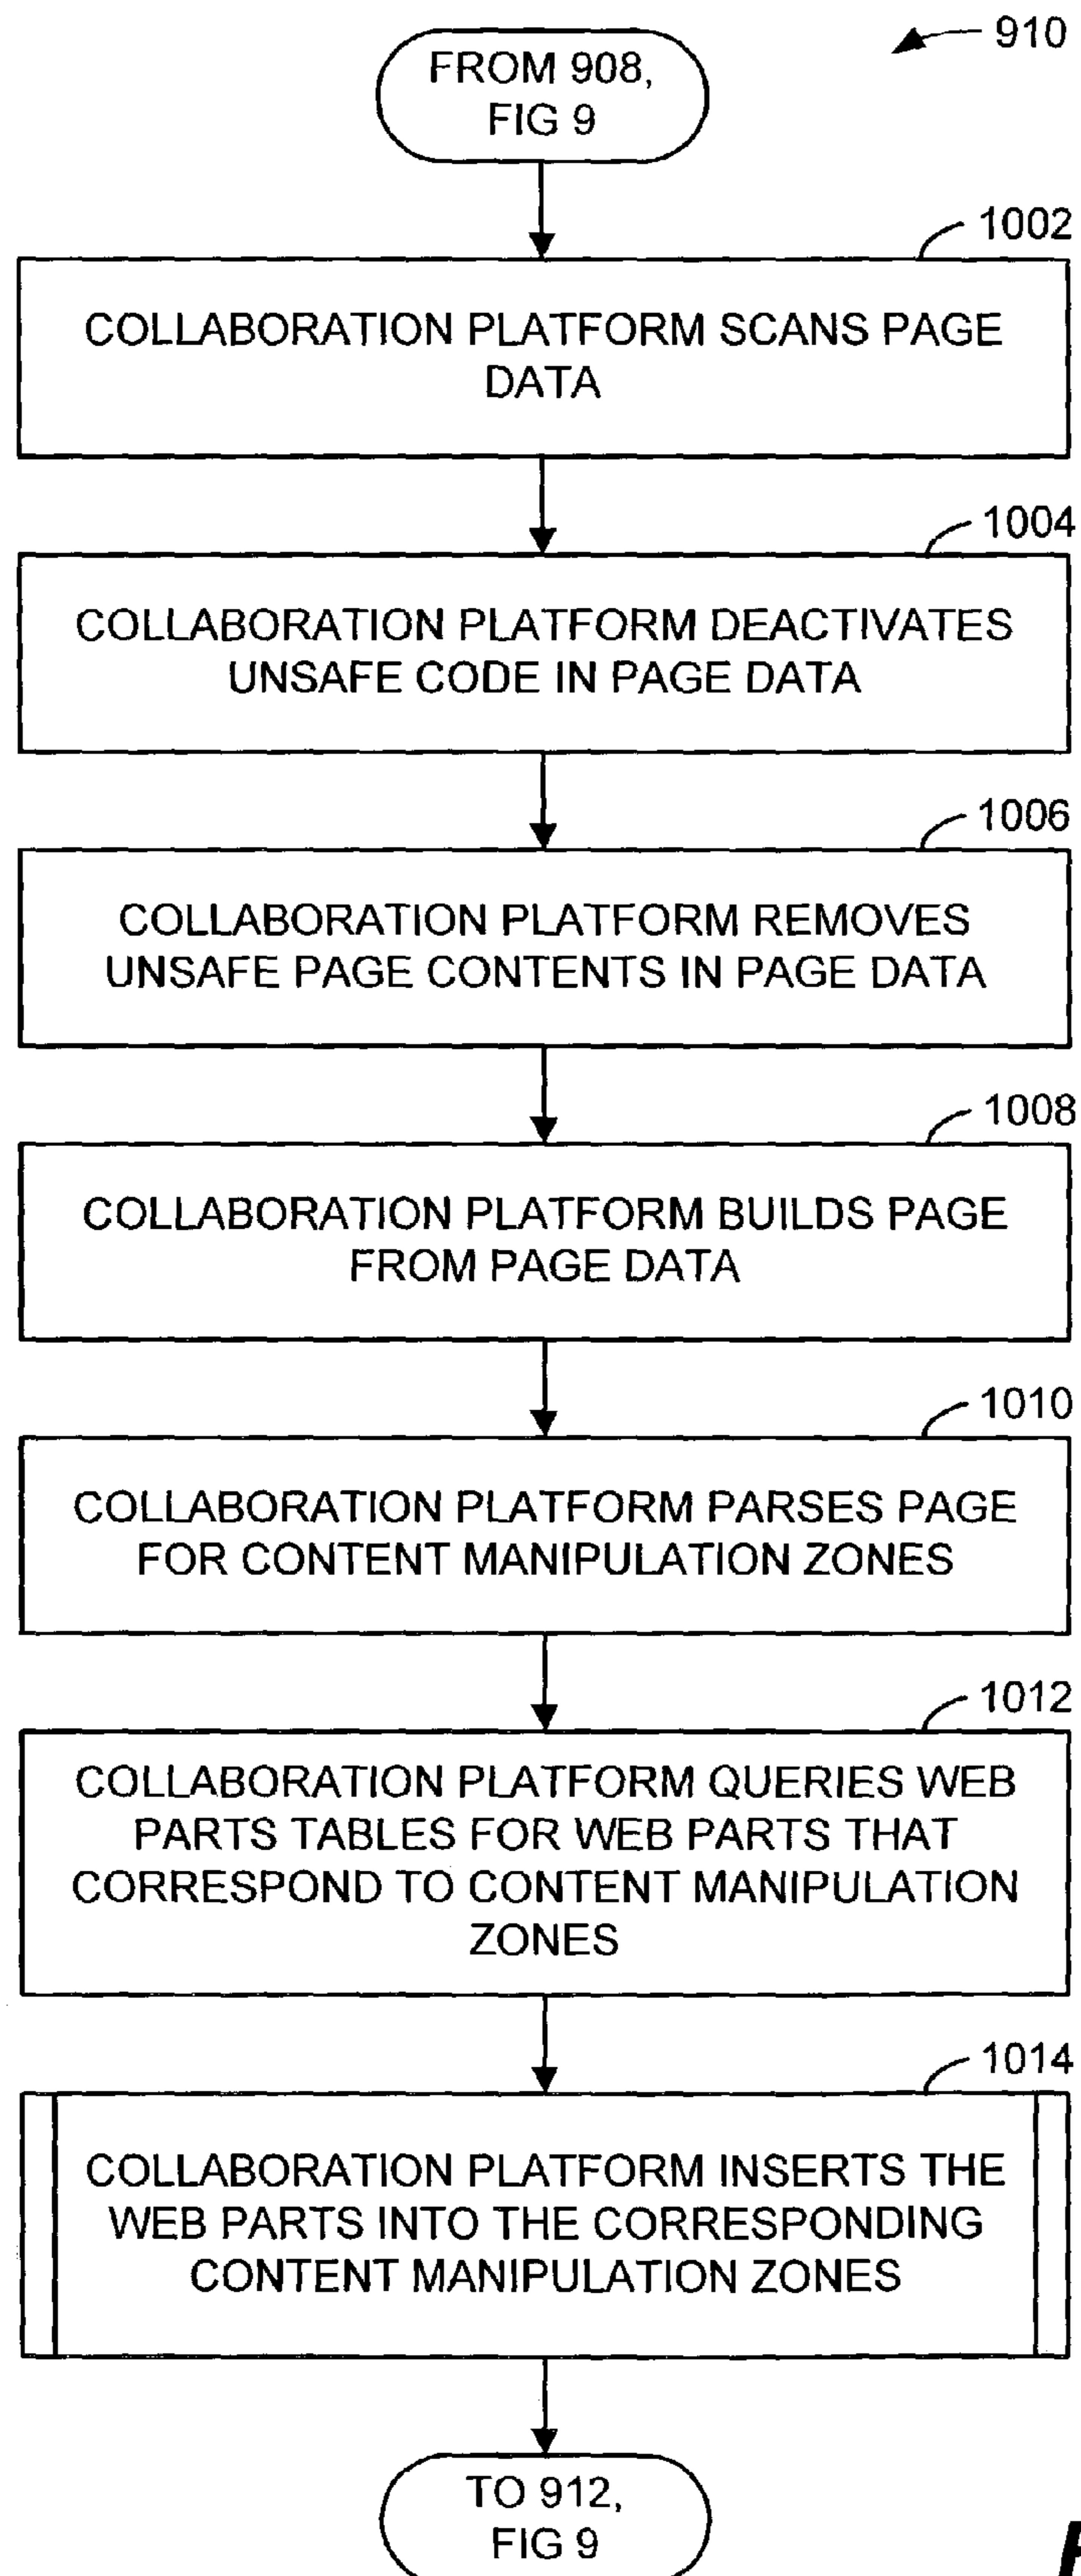 910
FROM 908,
FIG 9
1002
COLLABORATION PLATFORM SCANS PAGE
DATA
1004
COLLABORATION PLATFORM DEACTIVATES
UNSAFE CODE IN PAGE DATA
1006
COLLABORATION PLATFORM REMOVES
UNSAFE PAGE CONTENTS IN PAGE DATA
1008
COLLABORATION PLATFORM BUILDS PAGE
FROM PAGE DATA
1010
COLLABORATION PLATFORM PARSES PAGE
FOR CONTENT MANIPULATION ZONES
1012
COLLABORATION PLATFORM QUERIES WEB
PARTS TABLES FOR WEB PARTS THAT
CORRESPOND TO CONTENT MANIPULATION
ZONES
1014
COLLABORATION PLATFORM INSERTS THE
WEB PARTS INTO THE CORRESPONDING
CONTENT MANIPULATION ZONES
TO 912,
FIG 9